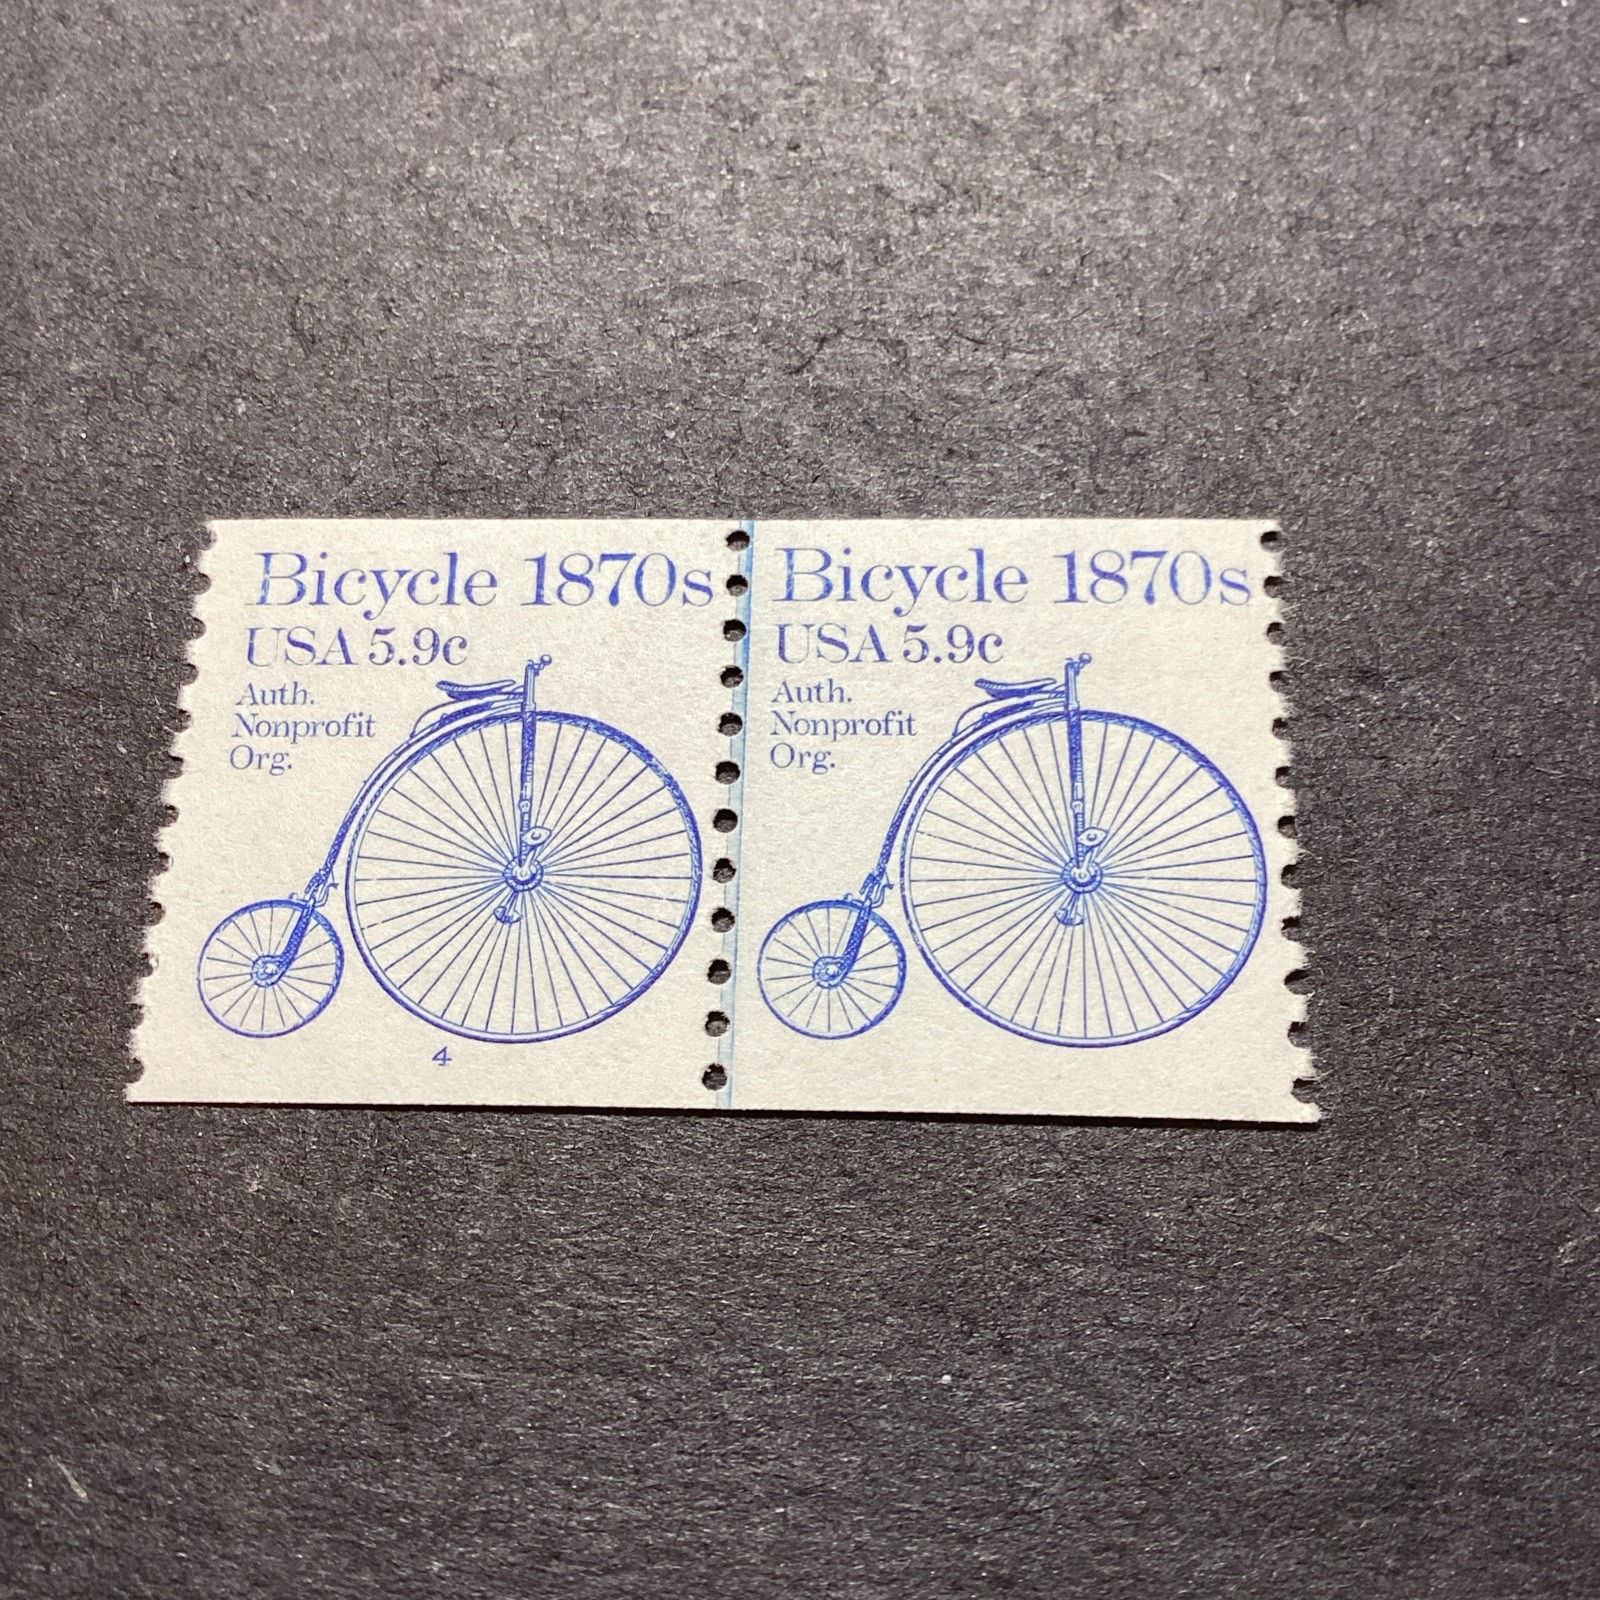 Bicycle 1870s
USA 5.9c
Auth.
Nonprofit
Org.
4
Bicycle 1870s
USA 5.9c
Auth.
Nonprofit
Org.